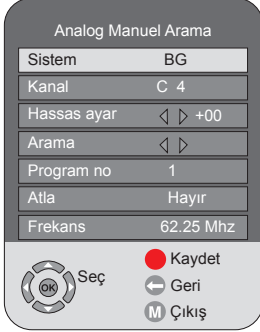 Analog Manuel Arama
Sistem BG
Kanal C 4
Hassas ayar +00
Arama
Program no 1
Atla Hayır
Frekans 62.25 Mhz
OK Seç
Kaydet
Geri
M Çıkış